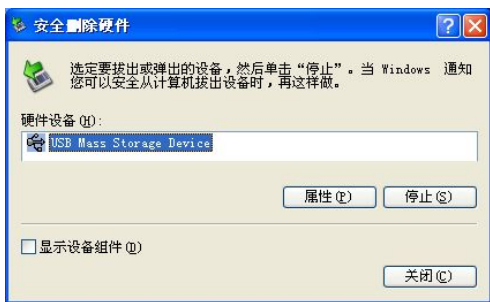 安全删除硬件
选定要拔出或弹出的设备，然后单击“停止”。当 Windows 通知
您可以安全从计算机拔出设备时，再这样做。
硬件设备(H):
USB Mass Storage Device
属性(P)
停止(S)
显示设备组件(D)
关闭(C)